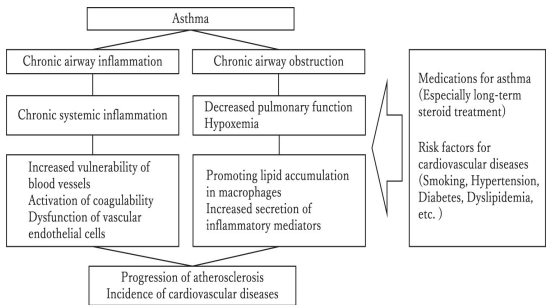 Asthma
Chronic airway inflammation
Chronic airway obstruction
Chronic systemic inflammation
Decreased pulmonary function
Hypoxemia
Increased vulnerability of
blood vessels
Activation of coagulability
Dysfunction of vascular
endothelial cells
Promoting lipid accumulation
in macrophages
Increased secretion of
inflammatory mediators
Medications for asthma
(Especially long-term
steroid treatment)
Risk factors for
cardiovascular diseases
(Smoking, Hypertension,
Diabetes, Dyslipidemia,
etc. )
Progression of atherosclerosis
Incidence of cardiovascular diseases